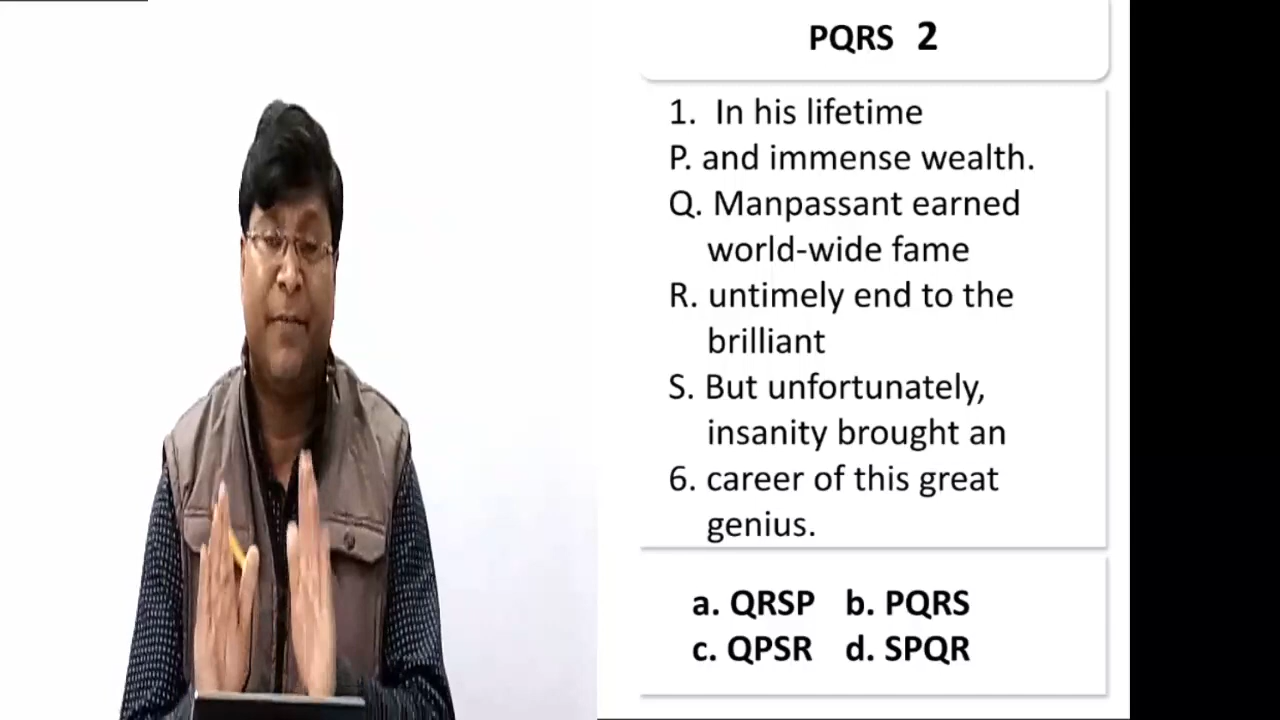 PQRS 2
1. In his lifetime
P. and immense wealth.
Q. Manpassant earned
world-wide fame
R. untimely end to the
brilliant
S. But unfortunately,
insanity brought an
6. career of this great
genius.
a. QRSP b. PQRS
c. QPSR d. SPQR